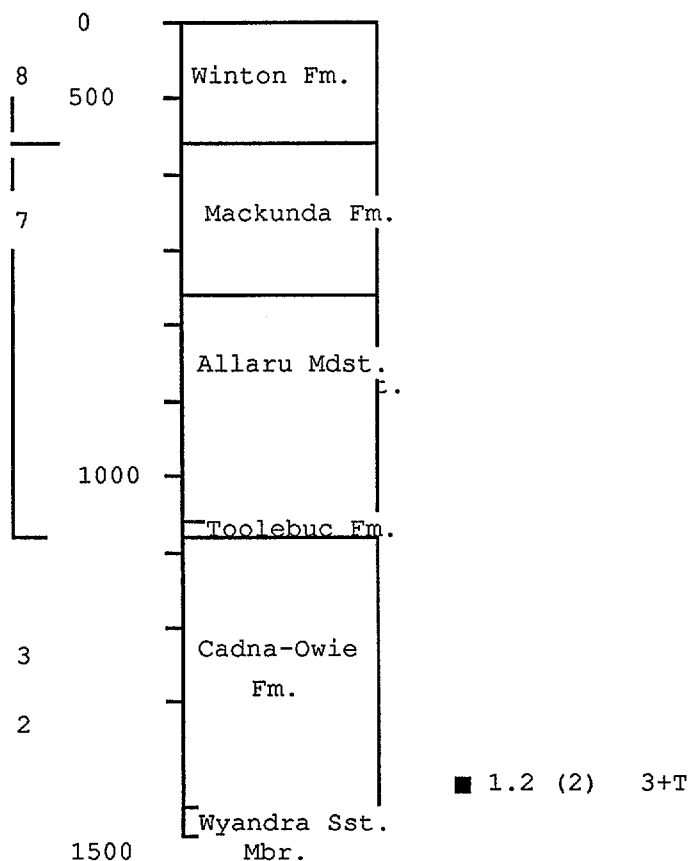 0
8
Winton Fm.
500
7
Mackunda Fm.
Allaru Mdst.
t.
1000
Toolebuc Fm.
3
Cadna-Owie
Fm.
2
■ 1.2 (2) 3+T
Wyandra Sst.
1500
Mbr.